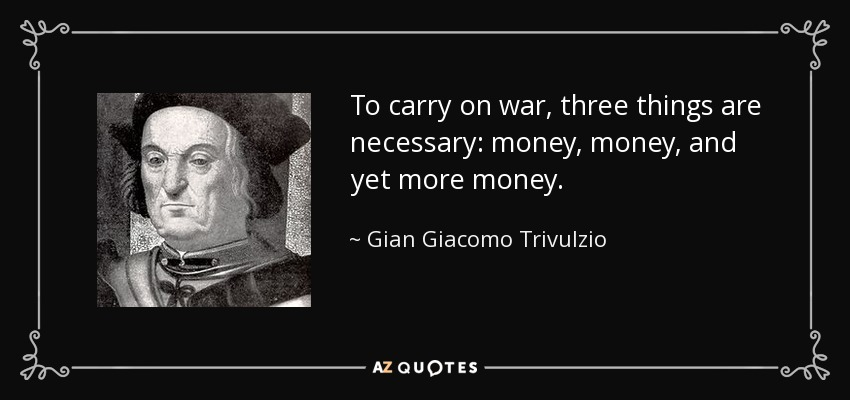 To carry on war, three things are
necessary: money, money, and
yet more money.
~ Gian Giacomo Trivulzio
AZ QUOTES